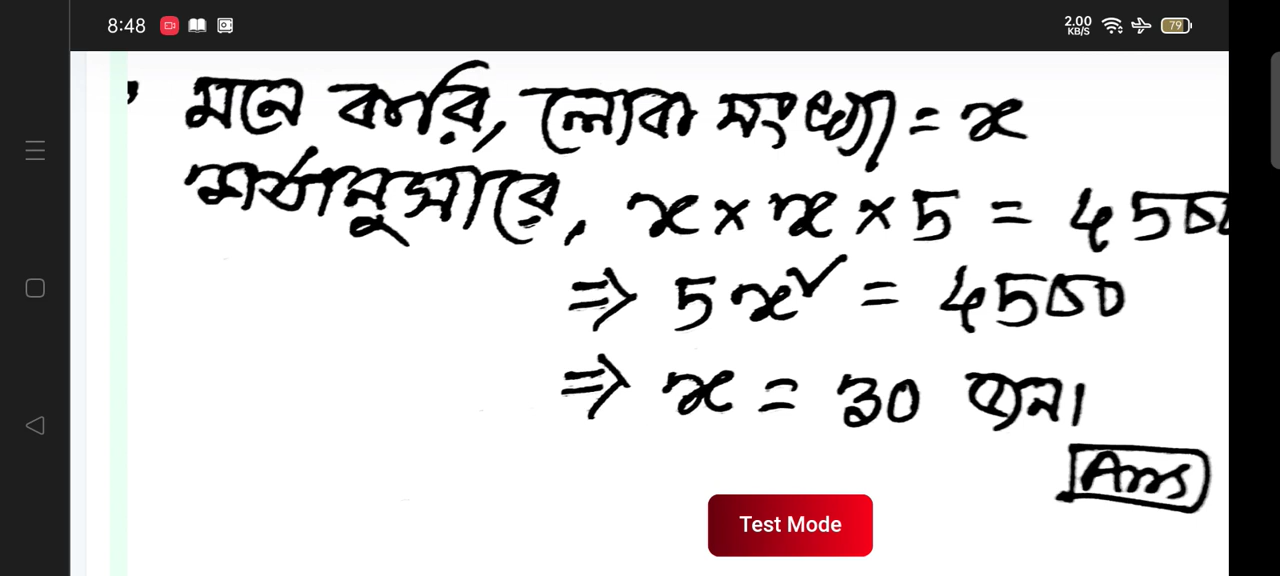 8:48
2.00
KB/S
79
মনে করি, লোক সংখ্যা = x
শর্তানুসারে, x × x × 5 = 4500
⇒ 5x² = 4500
⇒ x = 30 জন।
Ans
Test Mode